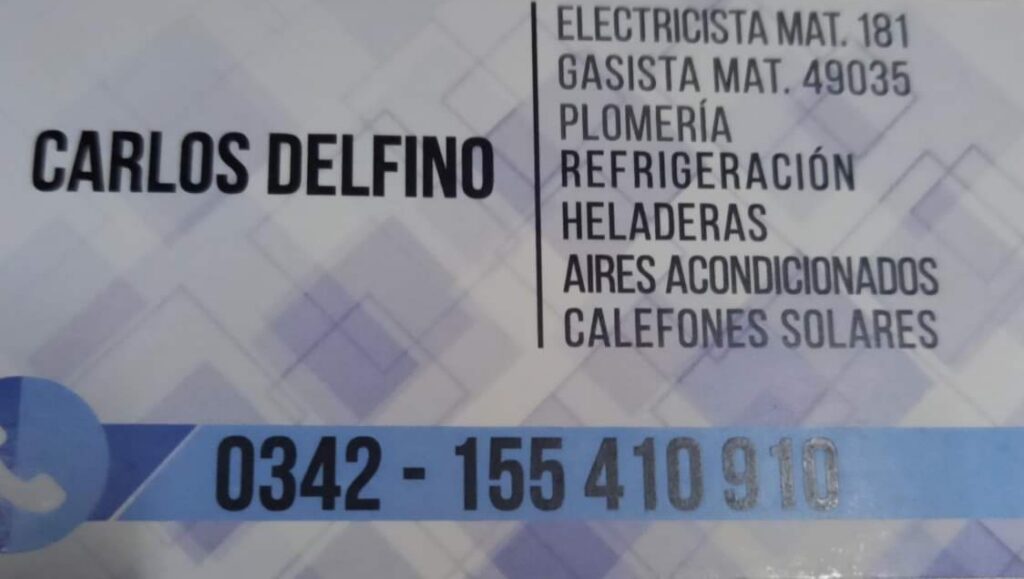 CARLOS DELFINO
ELECTRICISTA MAT. 181
GASISTA MAT. 49035
PLOMERÍA
REFRIGERACIÓN
HELADERAS
AIRES ACONDICIONADOS
CALEFONES SOLARES
0342 - 155 410 910